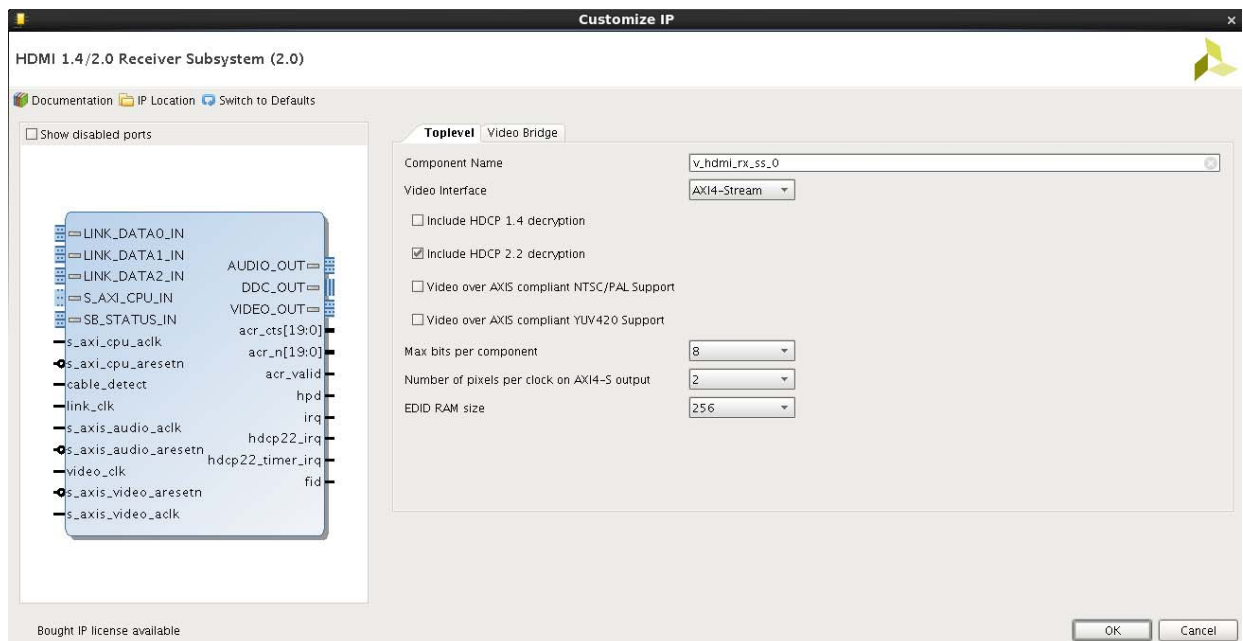 Customize IP
HDMI 1.4/2.0 Receiver Subsystem (2.0)
Documentation IP Location Switch to Defaults
Show disabled ports
LINK_DATA0_IN
LINK_DATA1_IN
LINK_DATA2_IN
S_AXI_CPU_IN
SB_STATUS_IN
s_axi_cpu_aclk
s_axi_cpu_aresetn
cable_detect
link_clk
s_axis_audio_aclk
s_axis_audio_aresetn
video_clk
s_axis_video_aresetn
s_axis_video_aclk
AUDIO_OUT
DDC_OUT
VIDEO_OUT
acr_cts[19:0]
acr_n[19:0]
acr_valid
hpd
irq
hdcp22_irq
hdcp22_timer_irq
fid
Toplevel Video Bridge
Component Name v_hdmi_rx_ss_0
Video Interface AXI4-Stream
Include HDCP 1.4 decryption
Include HDCP 2.2 decryption
Video over AXIS compliant NTSC/PAL Support
Video over AXIS compliant YUV420 Support
Max bits per component 8
Number of pixels per clock on AXI4-S output 2
EDID RAM size 256
Bought IP license available
OK Cancel